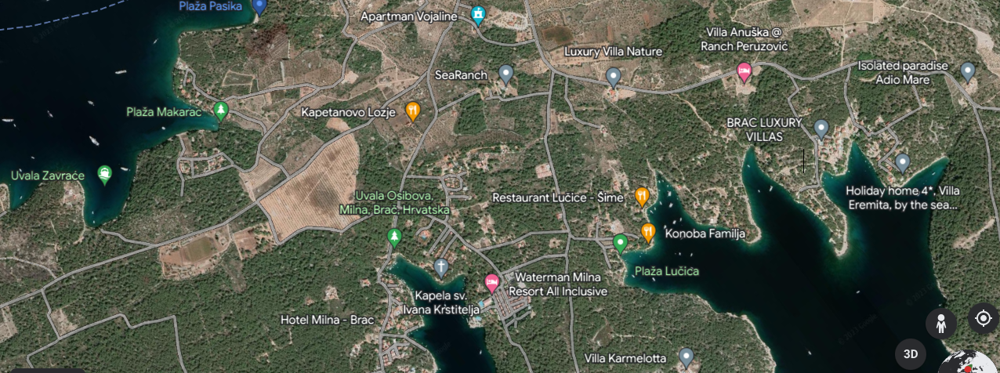 Plaža Pasika
Apartman Vojaline
Villa Anuška @
Ranch Peruzović
Luxury Villa Nature
SeaRanch
Isolated paradise
Adio Mare
Plaža Makarac
Kapetanovo Lozje
BRAC LUXURY
VILLAS
Uvala Zavraće
Uvala Osibova,
Milna, Brač, Hrvatska
Restaurant Lučice - Šime
Holiday home 4*, Villa
Eremita, by the sea...
Konoba Familja
Plaža Lučica
Waterman Milna
Resort All Inclusive
Kapela sv.
Ivana Krstitelja
Hotel Milna - Brac
Villa Karmelotta
3D